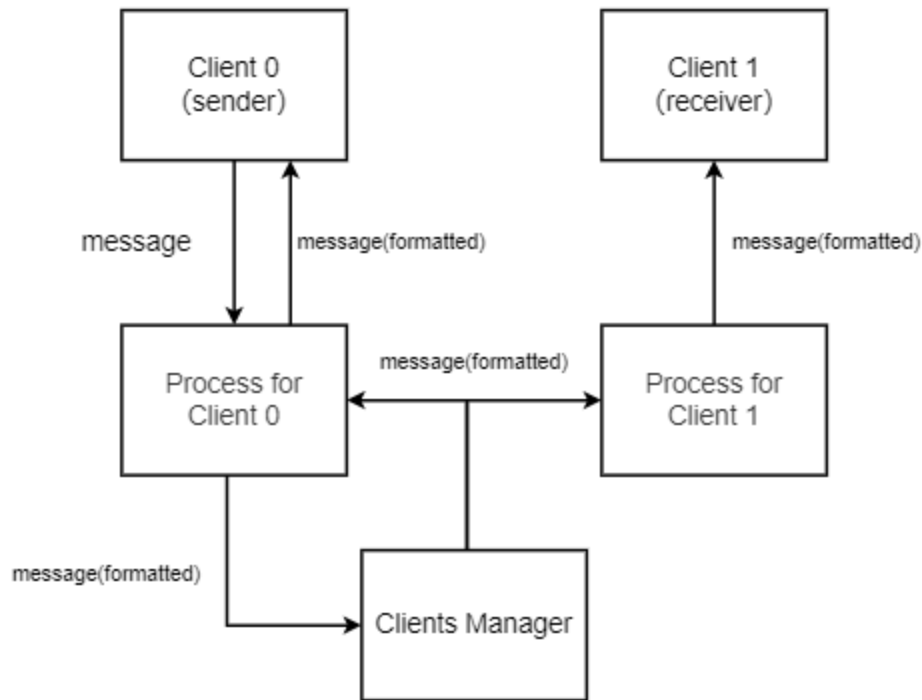 Client 0
(sender)
Client 1
(receiver)
message
message(formatted)
message(formatted)
message(formatted)
Process for
Client 0
Process for
Client 1
message(formatted)
Clients Manager